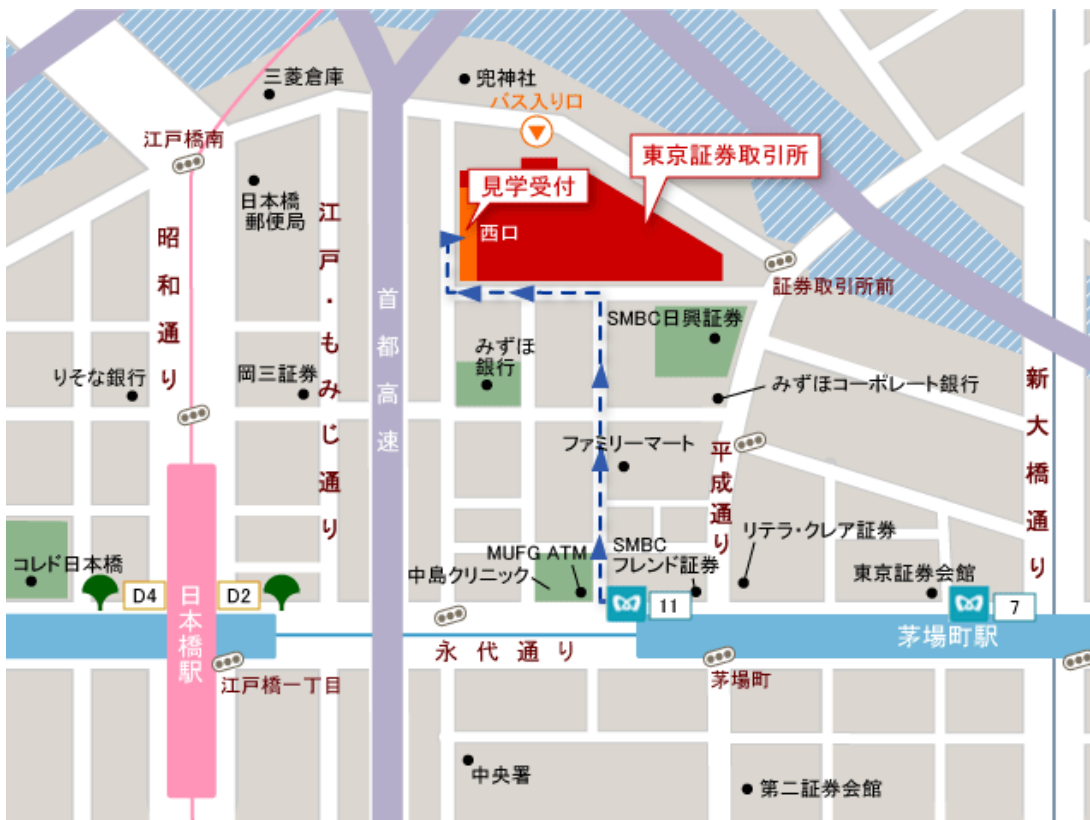 三菱倉庫
兜神社
バス入り口
江戸橋南
東京証券取引所
見学受付
日本橋
郵便局
西口
昭和通り
江戸・もみじ通り
首都高速
証券取引所前
SMBC日興証券
みずほ
銀行
りそな銀行
岡三証券
みずほコーポレート銀行
新大橋通り
ファミリーマート
平成通り
リテラ・クレア証券
コレド日本橋
MUFG ATM
SMBC
フレンド証券
中島クリニック
東京証券会館
D4
D2
11
7
日本橋駅
永代通り
茅場町駅
江戸橋一丁目
茅場町
中央署
第二証券会館